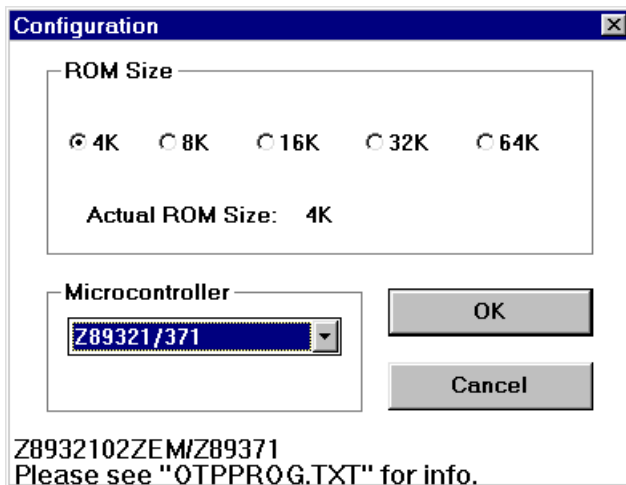 Configuration
ROM Size
4K 8K 16K 32K 64K
Actual ROM Size: 4K
Microcontroller
Z89321/371
OK
Cancel
Z8932102ZEM/Z89371
Please see "OTPPROG.TXT" for info.